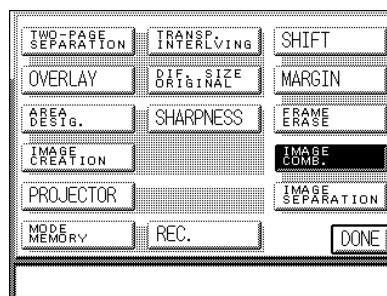 TWO-PAGE
SEPARATION
TRANSP.
INTERLVING
SHIFT
OVERLAY
DIF. SIZE
ORIGINAL
MARGIN
AREA
DESIG.
SHARPNESS
FRAME
ERASE
IMAGE
CREATION
IMAGE
COMB.
PROJECTOR
IMAGE
SEPARATION
MODE
MEMORY
REC.
DONE